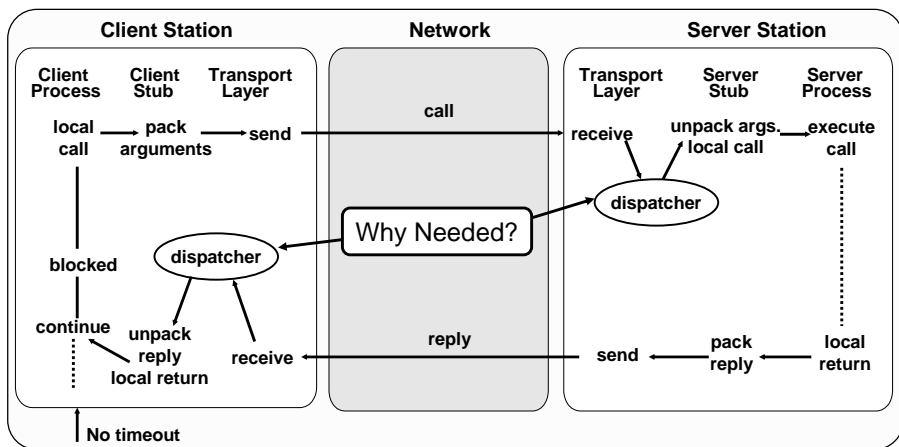 Client Station
Network
Server Station
Client
Process
Client
Stub
Transport
Layer
Transport
Layer
Server
Stub
Server
Process
local
call
pack
arguments
send
call
receive
unpack args.
local call
execute
call
dispatcher
Why Needed?
dispatcher
blocked
continue
unpack
reply
local return
receive
reply
send
pack
reply
local
return
No timeout